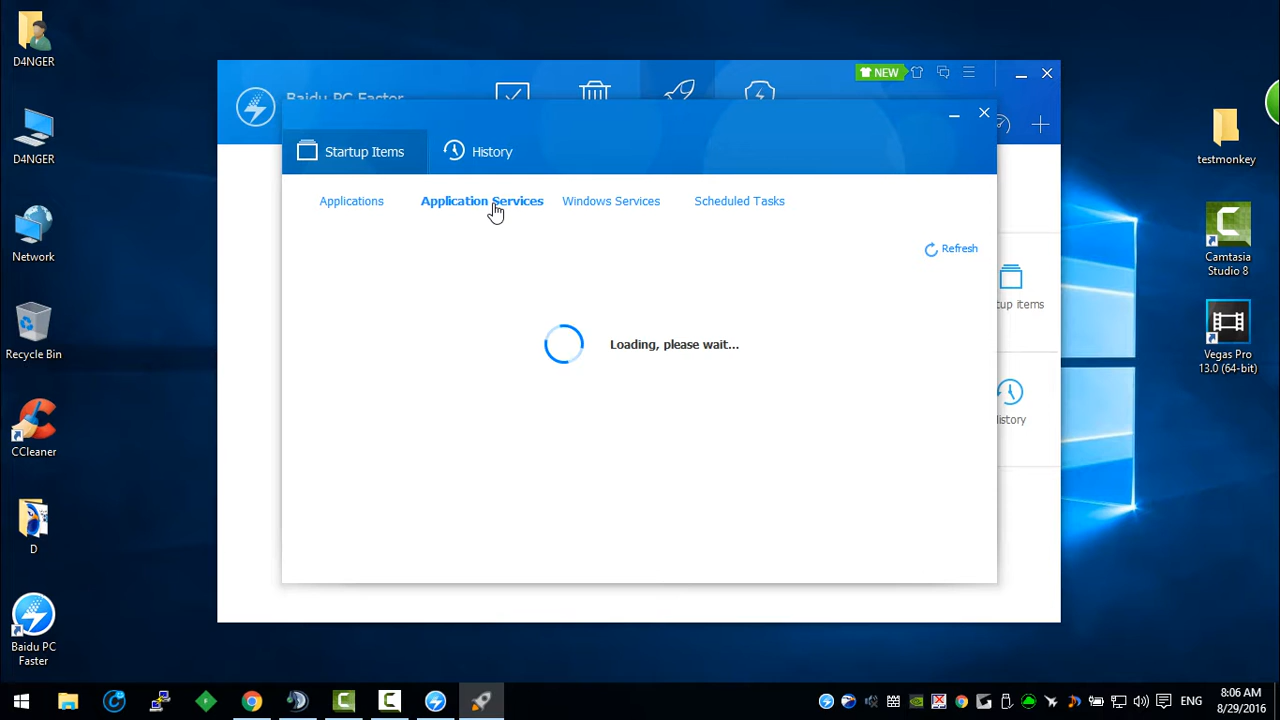 D4NGER
D4NGER
Network
Recycle Bin
CCleaner
D
Baidu PC
Faster
Baidu PC Faster
NEW
Startup Items
History
Applications
Application Services
Windows Services
Scheduled Tasks
Refresh
Loading, please wait...
tup items
istory
testmonkey
Camtasia
Studio 8
Vegas Pro
13.0 (64-bit)
ENG
8:06 AM
8/29/2016